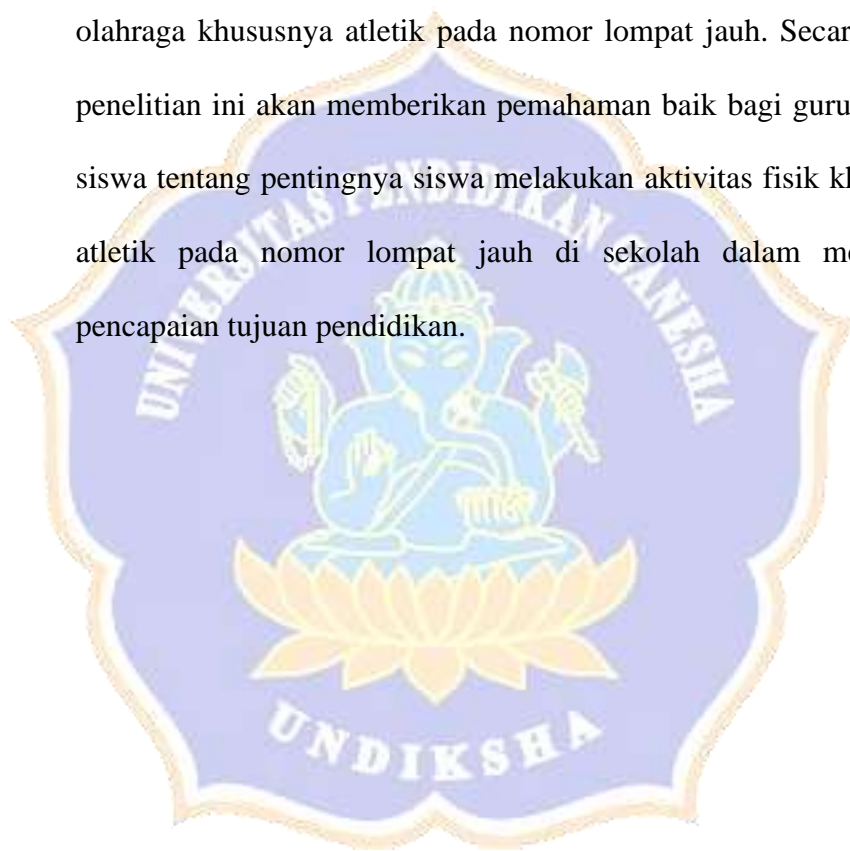 olahraga khususnya atletik pada nomor lompat jauh. Secar
penelitian ini akan memberikan pemahaman baik bagi guru
siswa tentang pentingnya siswa melakukan aktivitas fisik kh
atletik pada nomor lompat jauh di sekolah dalam me
pencapaian tujuan pendidikan.
UNIVERSITAS PENDIDIKAN GANESHA
UNDIKSHA